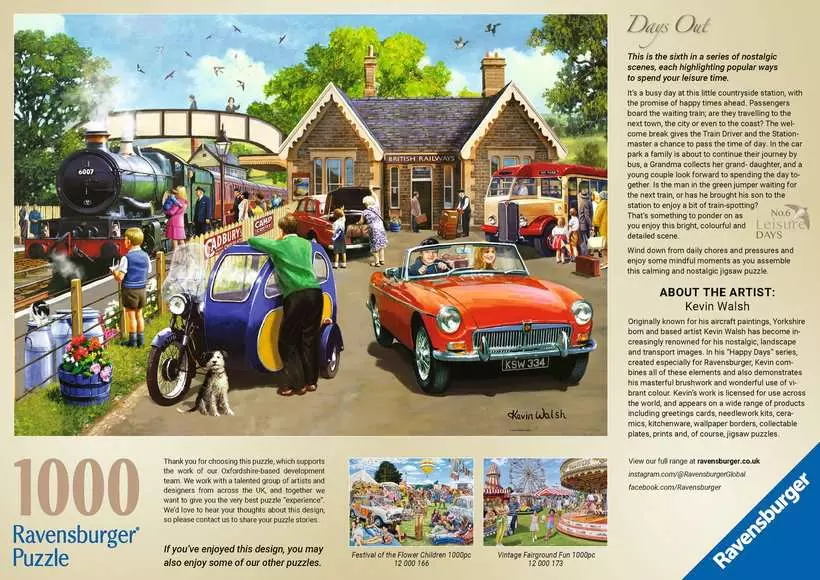 6007
BRITISH RAILWAYS
CADBURYS
CAMP
KSW 334
Kevin Walsh
Days Out
This is the sixth in a series of nostalgic
scenes, each highlighting popular ways
to spend your leisure time.
It's a busy day at this little countryside station, with
the promise of happy times ahead. Passengers
board the waiting train; are they travelling to the
next town, the city or even to the coast? The wel-
come break gives the Train Driver and the Station-
master a chance to pass the time of day. In the car
park a family is about to continue their journey by
bus, a Grandma collects her grand- daughter, and a
young couple look forward to spending the day to-
gether. Is the man in the green jumper waiting for
the next train, or has he brought his son to the
station to enjoy a bit of train-spotting?
That's something to ponder on as
you enjoy this bright, colourful and
detailed scene.
No.6
Leisure
DAYS
Wind down from daily chores and pressures and
enjoy some mindful moments as you assemble
this calming and nostalgic jigsaw puzzle.
ABOUT THE ARTIST:
Kevin Walsh
Originally known for his aircraft paintings, Yorkshire
born and based artist Kevin Walsh has become in-
creasingly renowned for his nostalgic, landscape
and transport images. In his "Happy Days" series,
created especially for Ravensburger, Kevin com-
bines all of these elements and also demonstrates
his masterful brushwork and wonderful use of vi-
brant colour. Kevin's work is licensed for use across
the world, and appears on a wide range of products
including greetings cards, needlework kits, cera-
mics, kitchenware, wallpaper borders, collectable
plates, prints and, of course, jigsaw puzzles.
View our full range at ravensburger.co.uk
instagram.com/@RavensburgerGlobal
facebook.com/Ravensburger
Ravensburger
1000
Ravensburger®
Puzzle
Thank you for choosing this puzzle, which supports
the work of our Oxfordshire-based development
team. We work with a talented group of artists and
designers from across the UK, and together we
want to give you the very best puzzle "experience".
We'd love to hear your thoughts about this design,
so please contact us to share your puzzle stories.
If you've enjoyed this design, you may
also enjoy some of our other puzzles.
Festival of the Flower Children 1000pc
12 000 166
Vintage Fairground Fun 1000pc
12 000 173